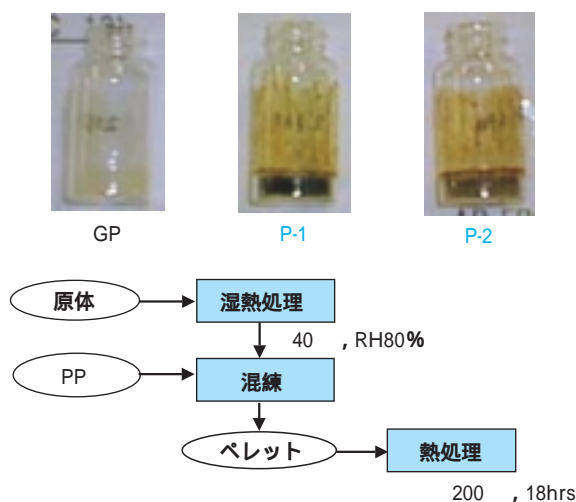 GP P-1 P-2
原体 湿熱処理
40 , RH80%
PP 混練
ペレット 熱処理
200 , 18hrs